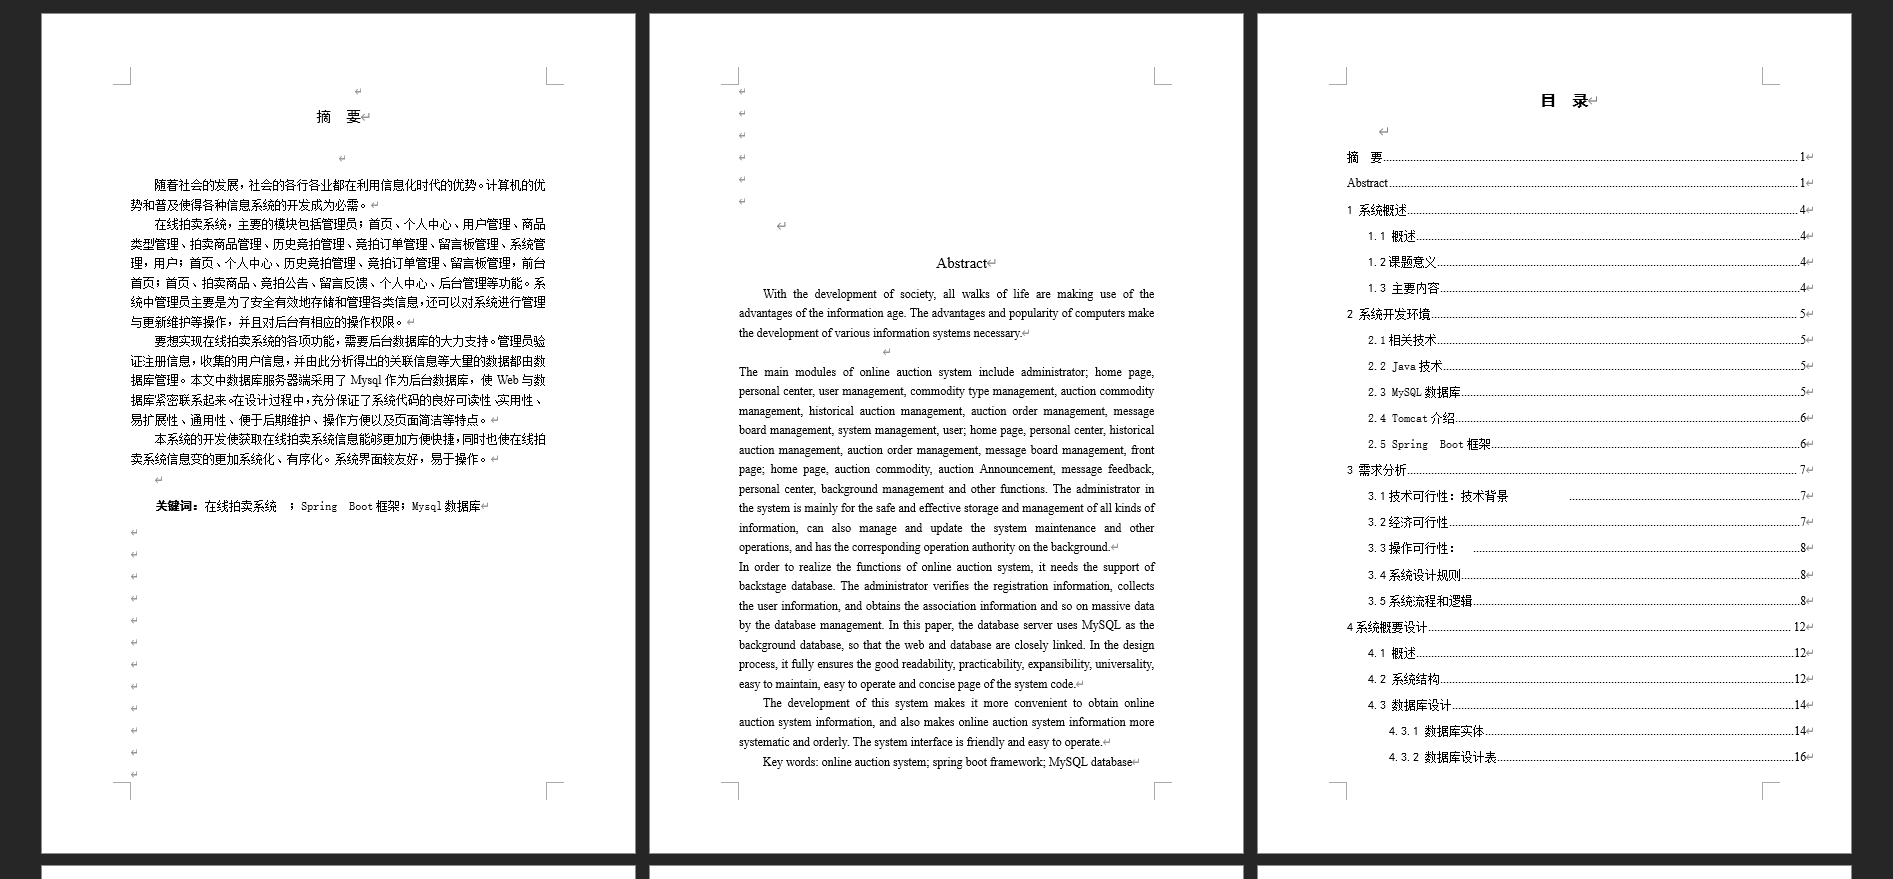 摘 要
随着社会的发展，社会的各行各业都在利用信息化时代的优势。计算机的优
势和普及使得各种信息系统的开发成为必需。
在线拍卖系统，主要的模块包括管理员；首页、个人中心、用户管理、商品
类型管理、拍卖商品管理、历史竞拍管理、竞拍订单管理、留言板管理、系统管
理，用户；首页、个人中心、历史竞拍管理、竞拍订单管理、留言板管理，前台
首页；首页、拍卖商品、竞拍公告、留言反馈、个人中心、后台管理等功能。系
统中管理员主要是为了安全有效地存储和管理各类信息，还可以对系统进行管理
与更新维护等操作，并且对后台有相应的操作权限。
要想实现在线拍卖系统的各项功能，需要后台数据库的大力支持。管理员验
证注册信息，收集的用户信息，并由此分析得出的关联信息等大量的数据都由数
据库管理。本文中数据库服务器端采用了 Mysql 作为后台数据库，使 Web 与数
据库紧密联系起来。在设计过程中，充分保证了系统代码的良好可读性、实用性、
易扩展性、通用性、便于后期维护、操作方便以及页面简洁等特点。
本系统的开发使获取在线拍卖系统信息能够更加方便快捷，同时也使在线拍
卖系统信息变的更加系统化、有序化。系统界面较友好，易于操作。
关键词：在线拍卖系统 ；Spring Boot 框架；Mysql 数据库
Abstract
With the development of society, all walks of life are making use of the
advantages of the information age. The advantages and popularity of computers make
the development of various information systems necessary.
The main modules of online auction system include administrator; home page,
personal center, user management, commodity type management, auction commodity
management, historical auction management, auction order management, message
board management, system management, user; home page, personal center, historical
auction management, auction order management, message board management, front
page; home page, auction commodity, auction Announcement, message feedback,
personal center, background management and other functions. The administrator in
the system is mainly for the safe and effective storage and management of all kinds of
information, can also manage and update the system maintenance and other
operations, and has the corresponding operation authority on the background.
In order to realize the functions of online auction system, it needs the support of
backstage database. The administrator verifies the registration information, collects
the user information, and obtains the association information and so on massive data
by the database management. In this paper, the database server uses MySQL as the
background database, so that the web and database are closely linked. In the design
process, it fully ensures the good readability, practicability, expansibility, universality,
easy to maintain, easy to operate and concise page of the system code.
The development of this system makes it more convenient to obtain online
auction system information, and also makes online auction system information more
systematic and orderly. The system interface is friendly and easy to operate.
Key words: online auction system; spring boot framework; MySQL database
目 录
摘 要 1
Abstract 1
1 系统概述 4
1.1 概述 4
1.2 课题意义 4
1.3 主要内容 4
2 系统开发环境 5
2.1 相关技术 5
2.2 Java 技术 5
2.3 MySQL 数据库 5
2.4 Tomcat 介绍 6
2.5 Spring Boot 框架 6
3 需求分析 7
3.1 技术可行性：技术背景 7
3.2 经济可行性 7
3.3 操作可行性： 8
3.4 系统设计规则 8
3.5 系统流程和逻辑 8
4 系统概要设计 12
4.1 概述 12
4.2 系统结构 12
4.3 数据库设计 14
4.3.1 数据库实体 14
4.3.2 数据库设计表 16